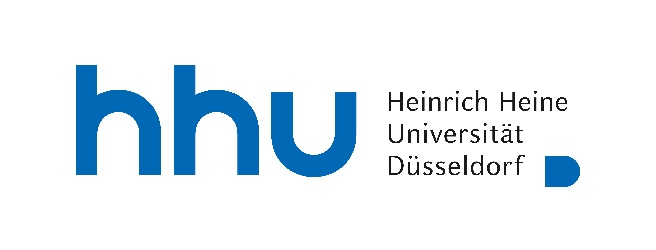 hhu
Heinrich Heine
Universität
Düsseldorf